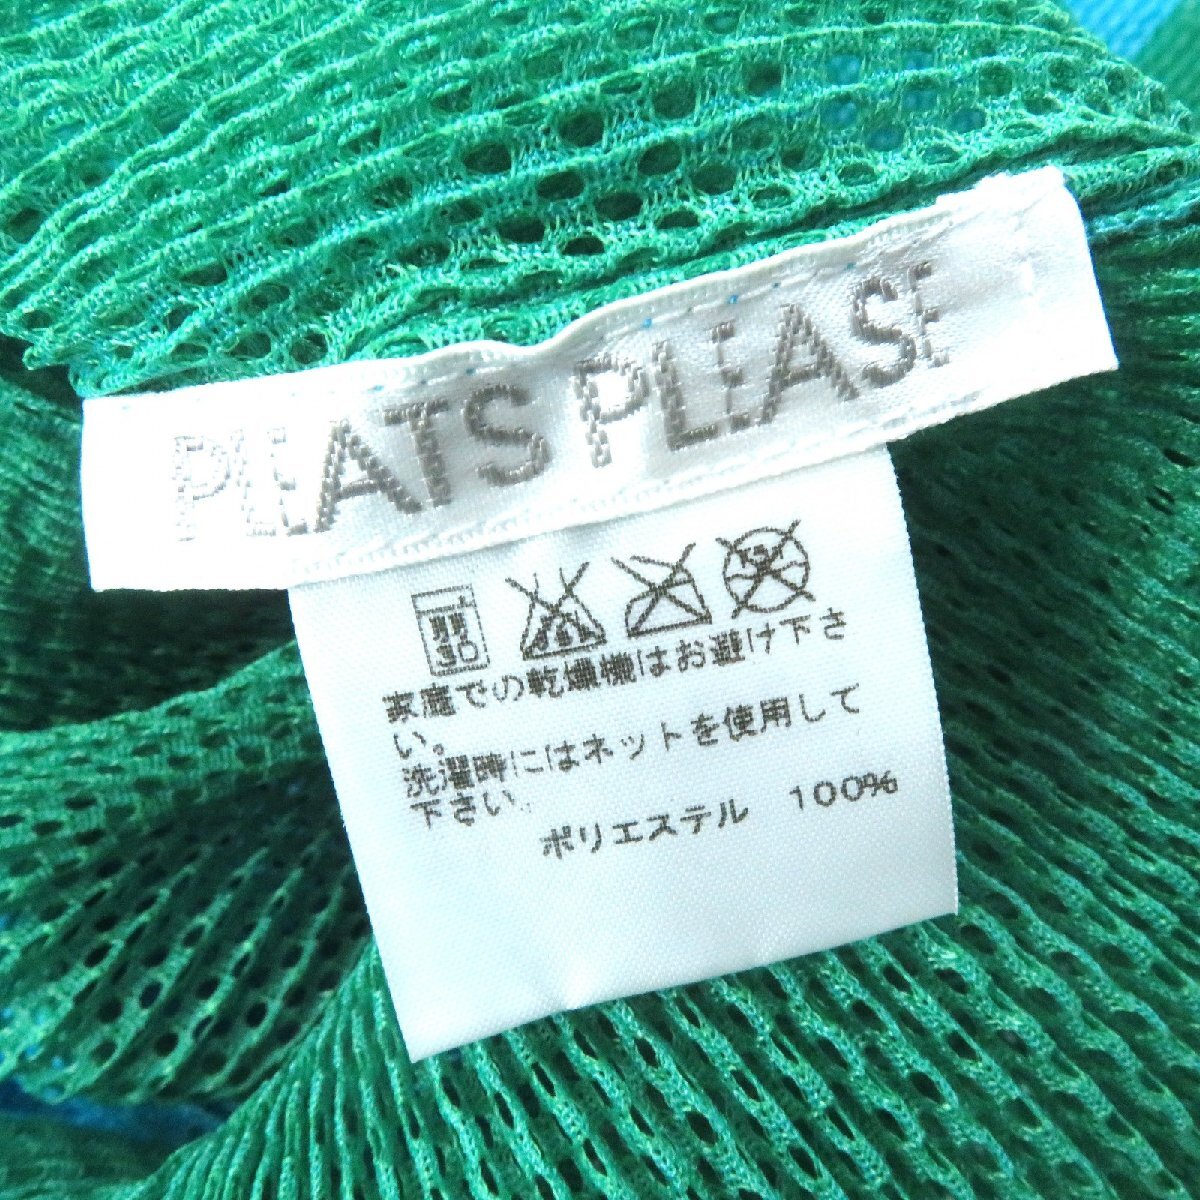 PLEATS PLEASE
30
家庭での乾燥機はお避け下さ
い。
洗濯時にはネットを使用して
下さい。
ポリエステル 100%